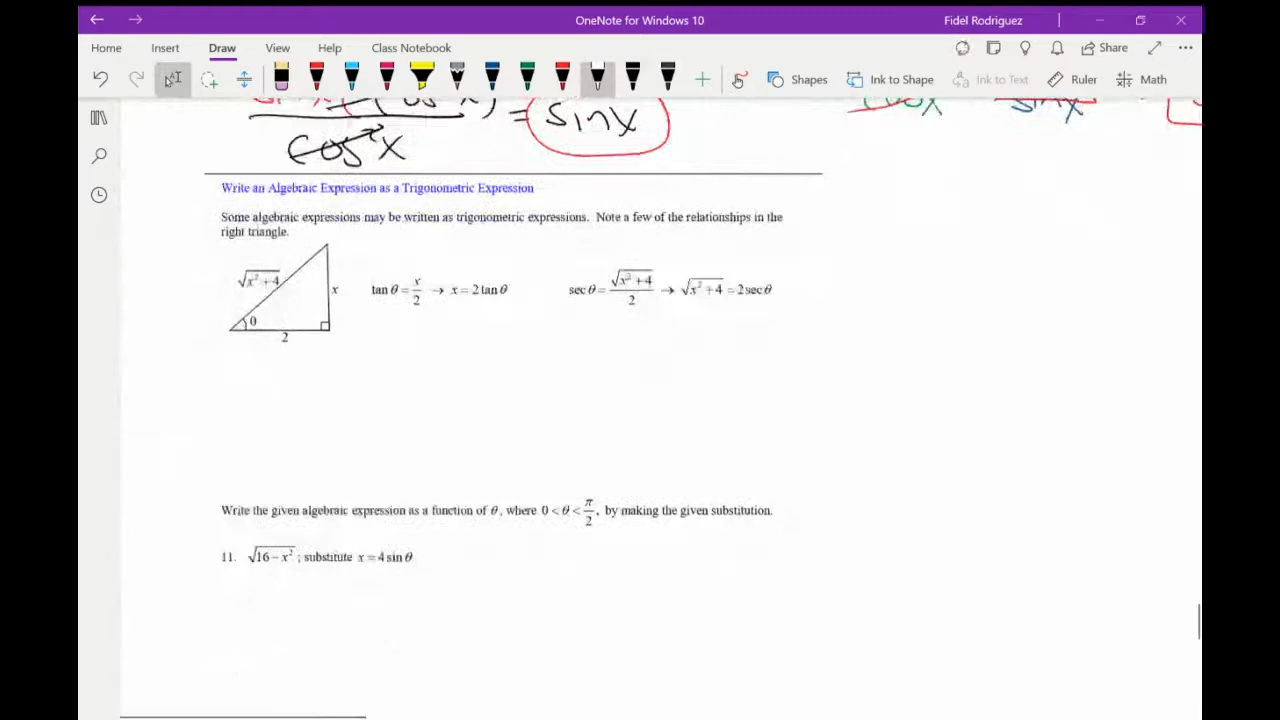 OneNote for Windows 10
Fidel Rodriguez
Home Insert Draw View Help Class Notebook
Share
Shapes Ink to Shape Ink to Text Ruler Math
= sinx
cos²x
sinx
Write an Algebraic Expression as a Trigonometric Expression
Some algebraic expressions may be written as trigonometric expressions. Note a few of the relationships in the
right triangle.
√(x²+4)
x
θ
2
tan θ = x/2 → x = 2 tan θ
sec θ = √(x²+4)/2 → √(x²+4) = 2 sec θ
Write the given algebraic expression as a function of θ, where 0 < θ < π/2, by making the given substitution.
11. √(16−x²) ; substitute x = 4 sin θ